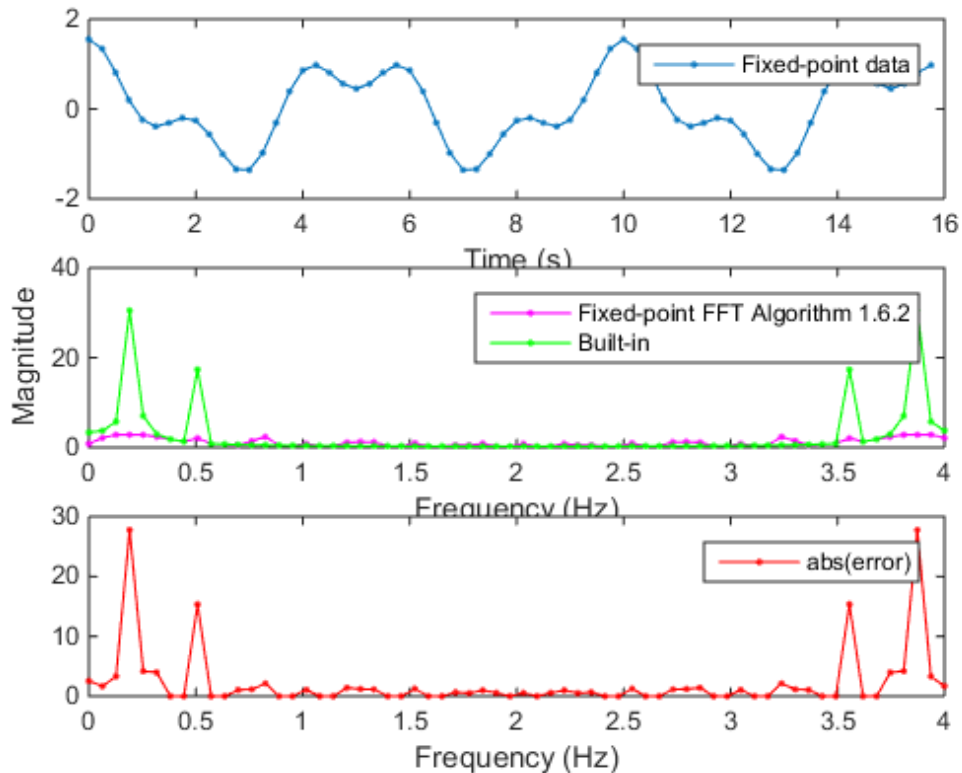 2
0
-2
Fixed-point data
0 2 4 6 8 10 12 14 16
Time (s)
Magnitude
40
20
0
Fixed-point FFT Algorithm 1.6.2
Built-in
0 0.5 1 1.5 2 2.5 3 3.5 4
Frequency (Hz)
30
20
10
0
abs(error)
0 0.5 1 1.5 2 2.5 3 3.5 4
Frequency (Hz)